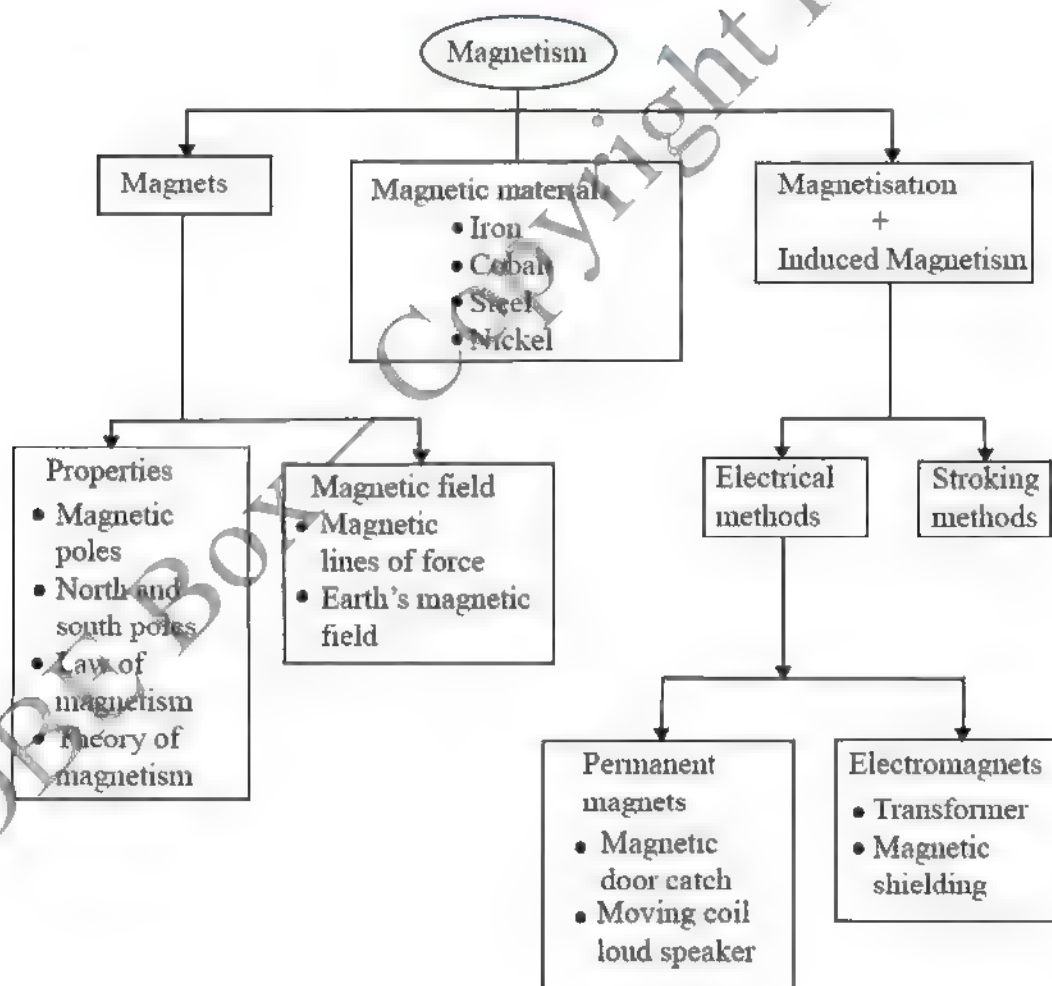 Magnetism
Magnets
Magnetic materials
• Iron
• Cobalt
• Steel
• Nickel
Magnetisation
+
Induced Magnetism
Properties
• Magnetic
poles
• North and
south poles
• Law of
magnetism
• Theory of
magnetism
Magnetic field
• Magnetic
lines of force
• Earth's magnetic
field
Electrical
methods
Stroking
methods
Permanent
magnets
• Magnetic
door catch
• Moving coil
loud speaker
Electromagnets
• Transformer
• Magnetic
shielding
Box / Copyright